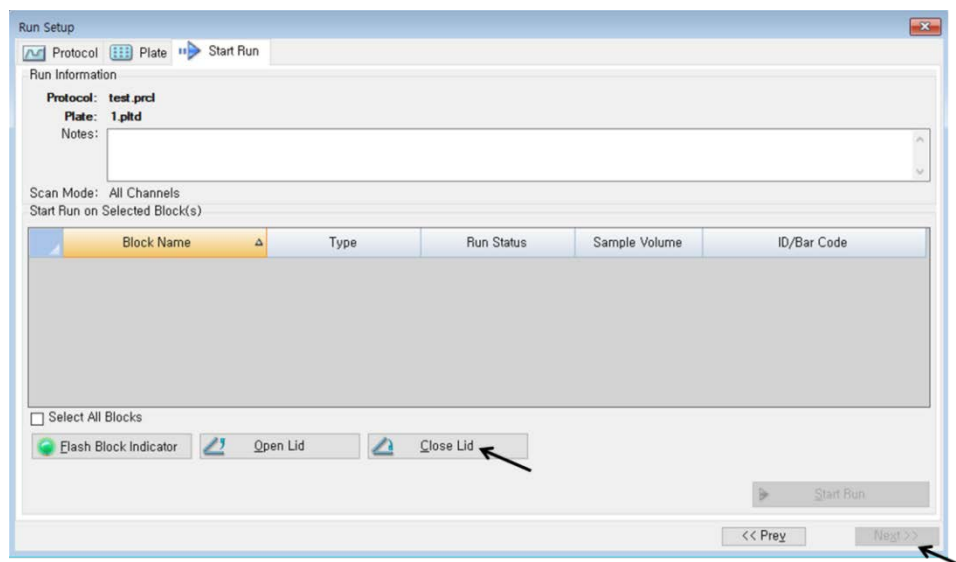 Run Setup
Protocol Plate Start Run
Run Information
Protocol: test.prcl
Plate: 1.pltd
Notes:
Scan Mode: All Channels
Start Run on Selected Block(s)
Block Name Type Run Status Sample Volume ID/Bar Code
Select All Blocks
Flash Block Indicator Open Lid Close Lid
Start Run
<< Prev Next >>